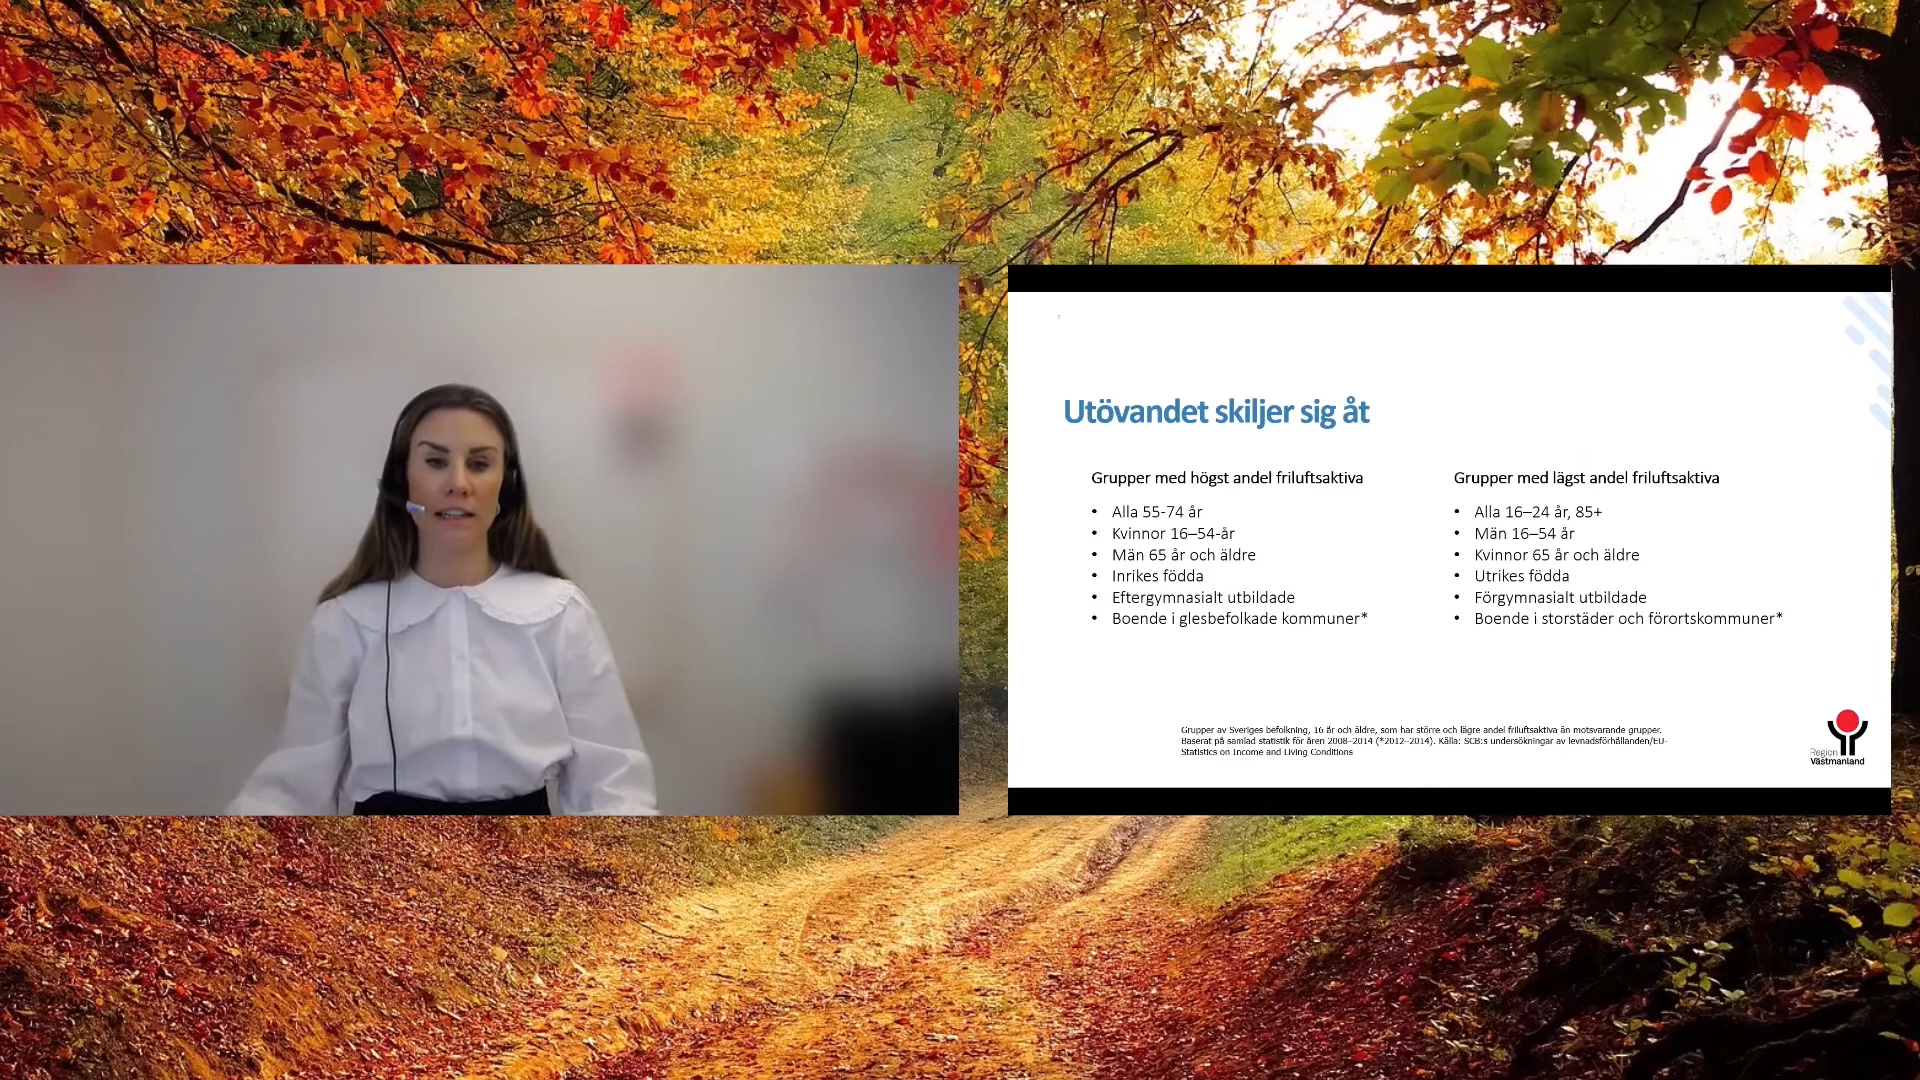 7
Utövandet skiljer sig åt
Grupper med högst andel friluftsaktiva
• Alla 55-74 år
• Kvinnor 16–54-år
• Män 65 år och äldre
• Inrikes födda
• Eftergymnasialt utbildade
• Boende i glesbefolkade kommuner*
Grupper med lägst andel friluftsaktiva
• Alla 16–24 år, 85+
• Män 16–54 år
• Kvinnor 65 år och äldre
• Utrikes födda
• Förgymnasialt utbildade
• Boende i storstäder och förortskommuner*
Grupper av Sveriges befolkning, 16 år och äldre, som har större och lägre andel friluftsaktiva än motsvarande grupper.
Baserat på samlad statistik för åren 2008–2014 (*2012–2014). Källa: SCB:s undersökningar av levnadsförhållanden/EU-
Statistics on Income and Living Conditions
Region
Västmanland